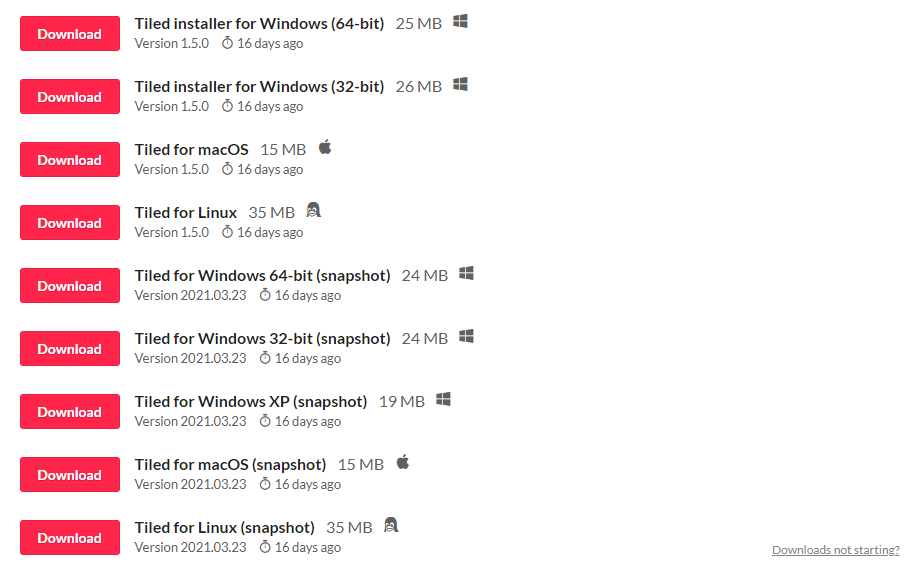 Download
Tiled installer for Windows (64-bit) 25 MB
Version 1.5.0 16 days ago
Download
Tiled installer for Windows (32-bit) 26 MB
Version 1.5.0 16 days ago
Download
Tiled for macOS 15 MB
Version 1.5.0 16 days ago
Download
Tiled for Linux 35 MB
Version 1.5.0 16 days ago
Download
Tiled for Windows 64-bit (snapshot) 24 MB
Version 2021.03.23 16 days ago
Download
Tiled for Windows 32-bit (snapshot) 24 MB
Version 2021.03.23 16 days ago
Download
Tiled for Windows XP (snapshot) 19 MB
Version 2021.03.23 16 days ago
Download
Tiled for macOS (snapshot) 15 MB
Version 2021.03.23 16 days ago
Download
Tiled for Linux (snapshot) 35 MB
Version 2021.03.23 16 days ago
Downloads not starting?